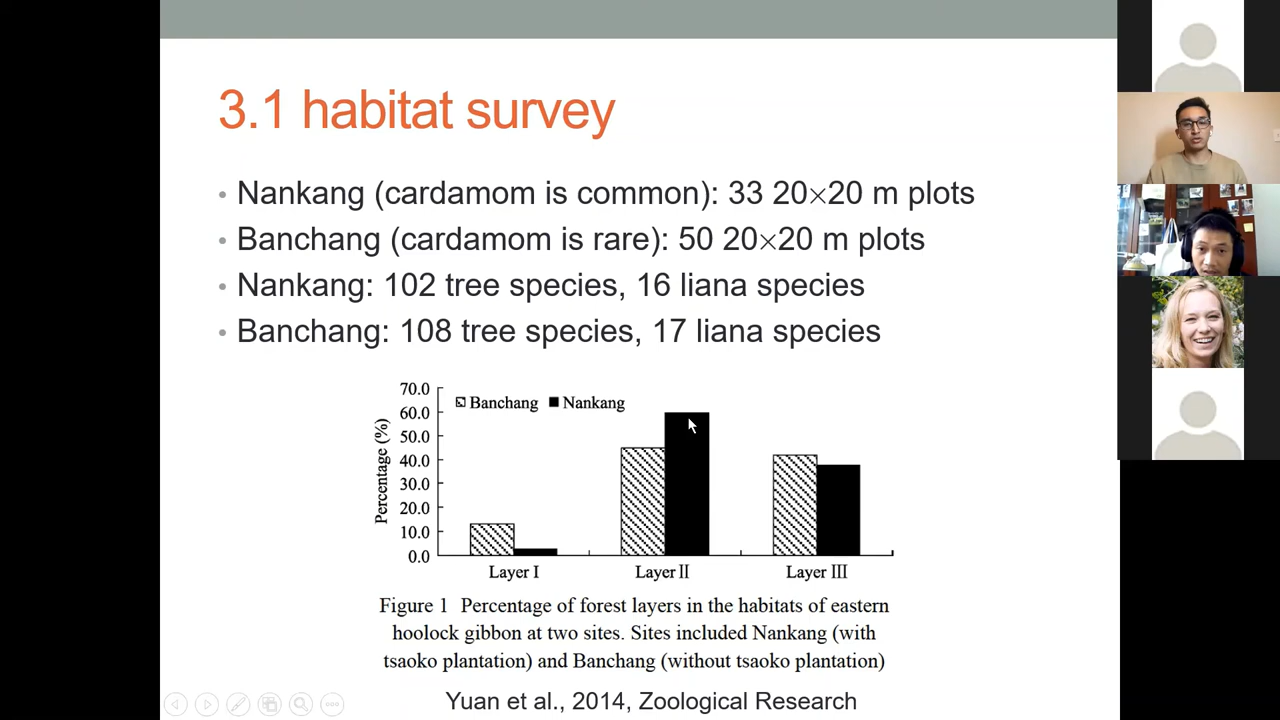 3.1 habitat survey
• Nankang (cardamom is common): 33 20×20 m plots
• Banchang (cardamom is rare): 50 20×20 m plots
• Nankang: 102 tree species, 16 liana species
• Banchang: 108 tree species, 17 liana species
Banchang Nankang
Percentage (%)
70.0
60.0
50.0
40.0
30.0
20.0
10.0
0.0
Layer I Layer Ⅱ Layer Ⅲ
Figure 1 Percentage of forest layers in the habitats of eastern
hoolock gibbon at two sites. Sites included Nankang (with
tsaoko plantation) and Banchang (without tsaoko plantation)
Yuan et al., 2014, Zoological Research